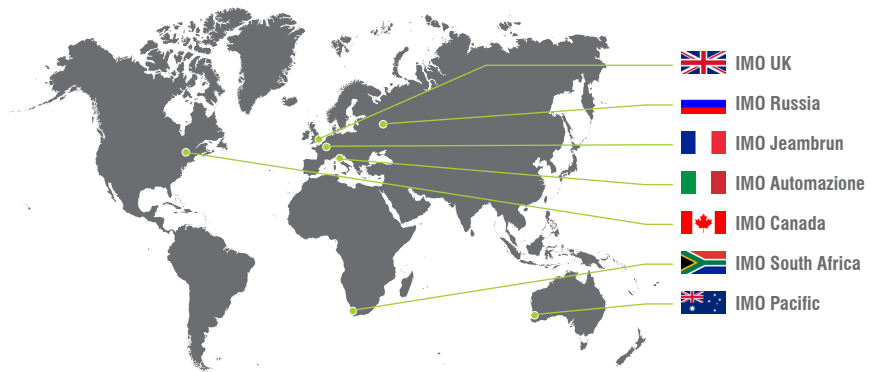 IMO UK
IMO Russia
IMO Jeambrun
IMO Automazione
IMO Canada
IMO South Africa
IMO Pacific